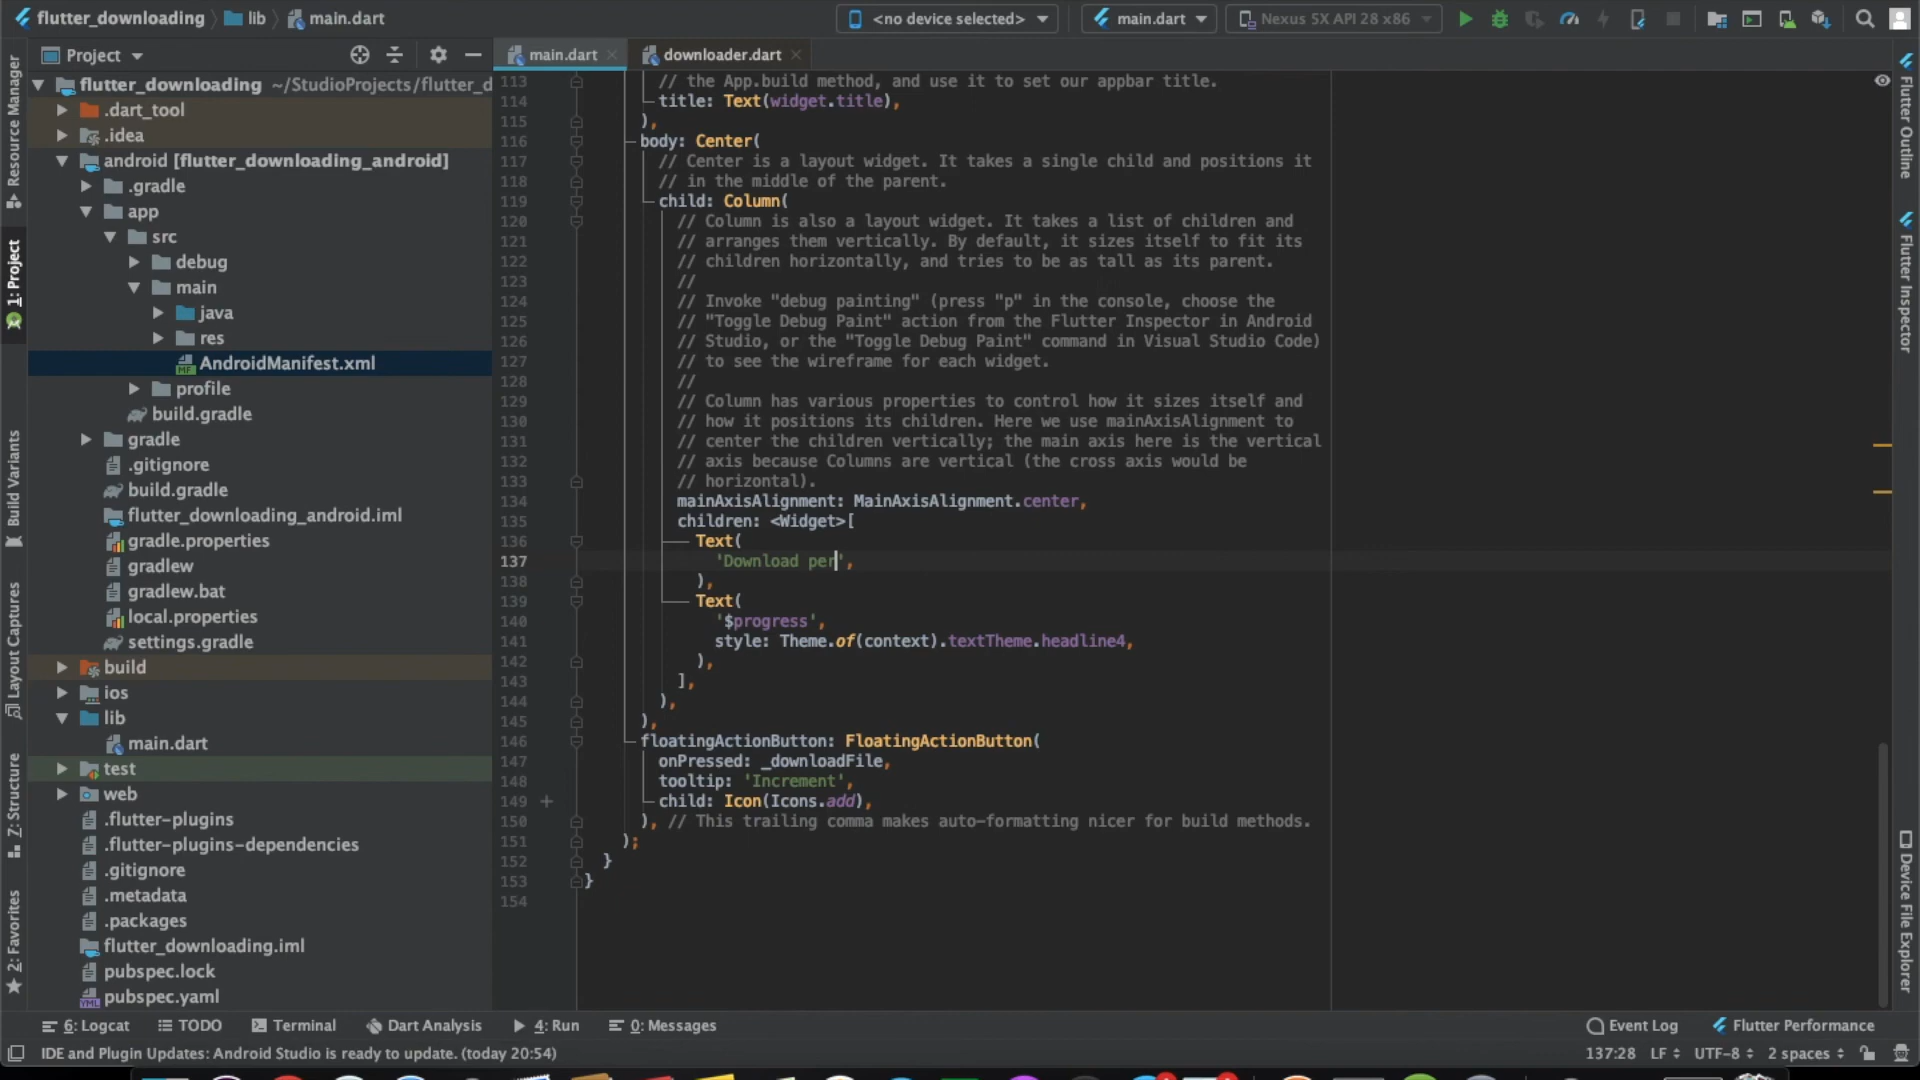 flutter_downloading
lib
main.dart
<no device selected>
main.dart
Nexus 5X API 28 x86
Project
main.dart
downloader.dart
Resource Manager
1: Project
Build Variants
Layout Captures
Z: Structure
2: Favorites
flutter_downloading ~/StudioProjects/flutter_d
.dart_tool
.idea
android [flutter_downloading_android]
.gradle
app
src
debug
main
java
res
AndroidManifest.xml
MF
profile
build.gradle
gradle
.gitignore
build.gradle
flutter_downloading_android.iml
gradle.properties
gradlew
gradlew.bat
local.properties
settings.gradle
build
ios
lib
main.dart
test
web
.flutter-plugins
.flutter-plugins-dependencies
.gitignore
.metadata
.packages
flutter_downloading.iml
pubspec.lock
pubspec.yaml
YML
113 // the App.build method, and use it to set our appbar title.
114 title: Text(widget.title),
115 ),
116 body: Center(
117 // Center is a layout widget. It takes a single child and positions it
118 // in the middle of the parent.
119 child: Column(
120 // Column is also a layout widget. It takes a list of children and
121 // arranges them vertically. By default, it sizes itself to fit its
122 // children horizontally, and tries to be as tall as its parent.
123 //
124 // Invoke "debug painting" (press "p" in the console, choose the
125 // "Toggle Debug Paint" action from the Flutter Inspector in Android
126 // Studio, or the "Toggle Debug Paint" command in Visual Studio Code)
127 // to see the wireframe for each widget.
128 //
129 // Column has various properties to control how it sizes itself and
130 // how it positions its children. Here we use mainAxisAlignment to
131 // center the children vertically; the main axis here is the vertical
132 // axis because Columns are vertical (the cross axis would be
133 // horizontal).
134 mainAxisAlignment: MainAxisAlignment.center,
135 children: <Widget>[
136 Text(
137 'Download per',
138 ),
139 Text(
140 '$progress',
141 style: Theme.of(context).textTheme.headline4,
142 ),
143 ],
144 ),
145 ),
146 floatingActionButton: FloatingActionButton(
147 onPressed: _downloadFile,
148 tooltip: 'Increment',
149 child: Icon(Icons.add),
150 ), // This trailing comma makes auto-formatting nicer for build methods.
151 );
152 }
153 }
154
Flutter Outline
Flutter Inspector
Device File Explorer
6: Logcat
TODO
Terminal
Dart Analysis
4: Run
0: Messages
Event Log
Flutter Performance
IDE and Plugin Updates: Android Studio is ready to update. (today 20:54)
137:28
LF
UTF-8
2 spaces